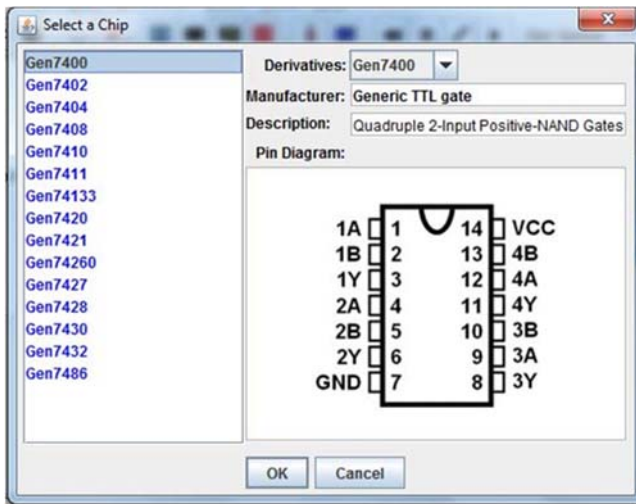 Select a Chip
Gen7400
Gen7402
Gen7404
Gen7408
Gen7410
Gen7411
Gen74133
Gen7420
Gen7421
Gen74260
Gen7427
Gen7428
Gen7430
Gen7432
Gen7486
Derivatives: Gen7400
Manufacturer: Generic TTL gate
Description: Quadruple 2-Input Positive-NAND Gates
Pin Diagram:
1A 1 14 VCC
1B 2 13 4B
1Y 3 12 4A
2A 4 11 4Y
2B 5 10 3B
2Y 6 9 3A
GND 7 8 3Y
OK Cancel